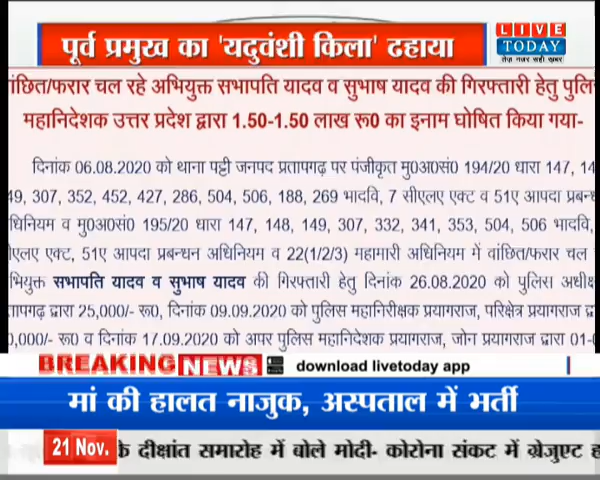 पूर्व प्रमुख का 'यदुवंशी किला' ढहाया
LIVE
TODAY
तेज़ नज़र सही ख़बर
वांछित/फरार चल रहे अभियुक्त सभापति यादव व सुभाष यादव की गिरफ्तारी हेतु पुलि
महानिदेशक उत्तर प्रदेश द्वारा 1.50-1.50 लाख रू0 का इनाम घोषित किया गया-
दिनांक 06.08.2020 को थाना पट्टी जनपद प्रतापगढ़ पर पंजीकृत मु0अ0सं0 194/20 धारा 147, 14
49, 307, 352, 452, 427, 286, 504, 506, 188, 269 भादवि, 7 सीएलए एक्ट व 51ए आपदा प्रबन्ध
धिनियम व मु0अ0सं0 195/20 धारा 147, 148, 149, 307, 332, 341, 353, 504, 506 भादवि,
एलए एक्ट, 51ए आपदा प्रबन्धन अधिनियम व 22(1/2/3) महामारी अधिनियम में वांछित/फरार चल
भियुक्त सभापति यादव व सुभाष यादव की गिरफ्तारी हेतु दिनांक 26.08.2020 को पुलिस अधीक्ष
तापगढ़ द्वारा 25,000/- रू0, दिनांक 09.09.2020 को पुलिस महानिरीक्षक प्रयागराज, परिक्षेत्र प्रयागराज द्व
0,000/- रू0 व दिनांक 17.09.2020 को अपर पुलिस महानिदेशक प्रयागराज, जोन प्रयागराज द्वारा 01-0
BREAKING NEWS download livetoday app
मां की हालत नाजुक, अस्पताल में भर्ती
21 Nov. के दीक्षांत समारोह में बोले मोदी- कोरोना संकट में ग्रेजुएट ह